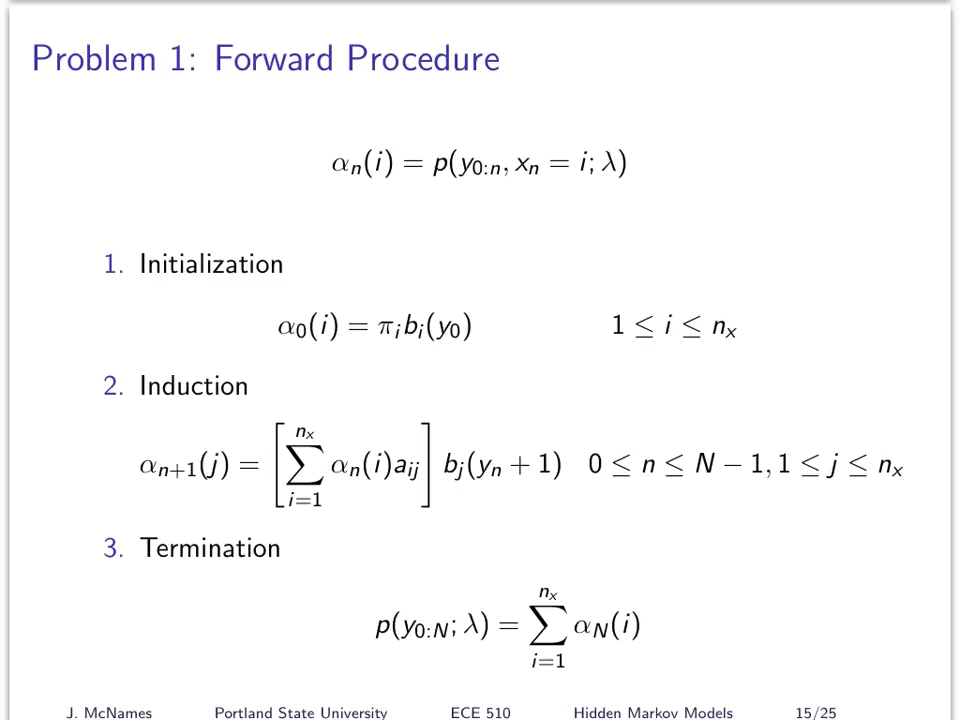 Problem 1: Forward Procedure
αₙ(i) = p(y₀:ₙ, xₙ = i; λ)
1. Initialization
α₀(i) = πᵢbᵢ(y₀) 1 ≤ i ≤ nₓ
2. Induction
αₙ₊₁(j) = [∑_{i=1}^{nₓ} αₙ(i)aᵢⱼ] bⱼ(yₙ + 1) 0 ≤ n ≤ N − 1, 1 ≤ j ≤ nₓ
3. Termination
p(y_{0:N}; λ) = ∑_{i=1}^{nₓ} α_N(i)
J. McNames Portland State University ECE 510 Hidden Markov Models 15/25